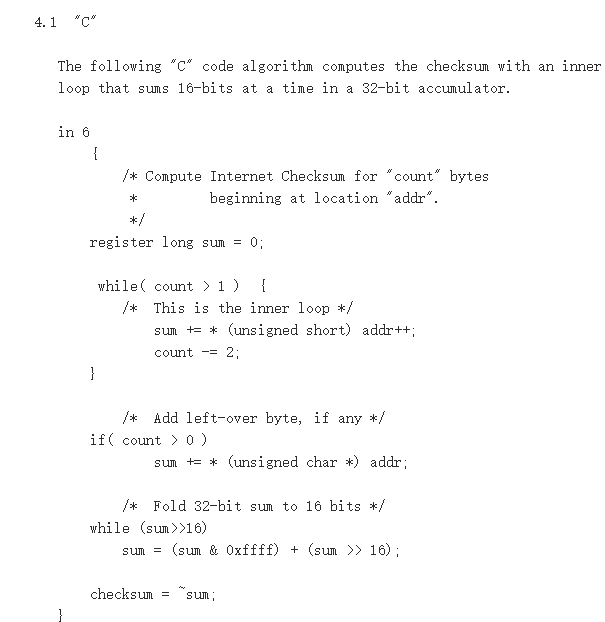 4.1 "C"
The following "C" code algorithm computes the checksum with an inner
loop that sums 16-bits at a time in a 32-bit accumulator.
in 6
{
/* Compute Internet Checksum for "count" bytes
* beginning at location "addr".
*/
register long sum = 0;
while( count > 1 ) {
/* This is the inner loop */
sum += * (unsigned short) addr++;
count -= 2;
}
/* Add left-over byte, if any */
if( count > 0 )
sum += * (unsigned char *) addr;
/* Fold 32-bit sum to 16 bits */
while (sum>>16)
sum = (sum & 0xffff) + (sum >> 16);
checksum = ~sum;
}